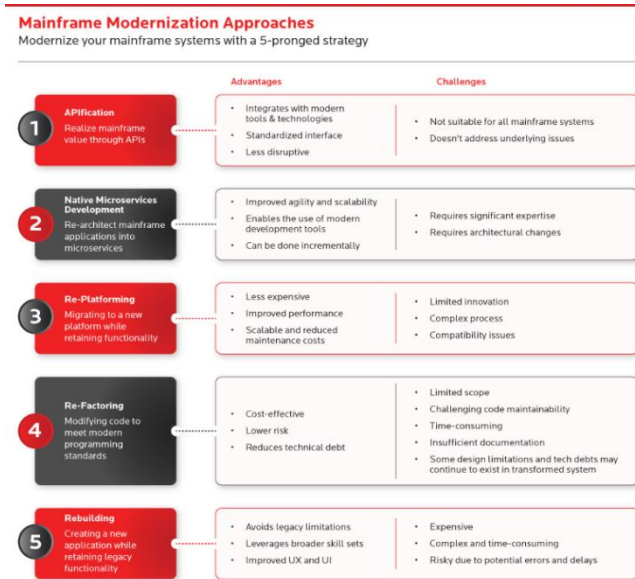 Mainframe Modernization Approaches
Modernize your mainframe systems with a 5-pronged strategy
Advantages
Challenges
1
APIfication
Realize mainframe
value through APIs
• Integrates with modern
tools & technologies
• Standardized interface
• Less disruptive
• Not suitable for all mainframe systems
• Doesn't address underlying issues
2
Native Microservices
Development
Re-architect mainframe
applications into
microservices
• Improved agility and scalability
• Enables the use of modern
development tools
• Can be done incrementally
• Requires significant expertise
• Requires architectural changes
3
Re-Platforming
Migrating to a new
platform while
retaining functionality
• Less expensive
• Improved performance
• Scalable and reduced
maintenance costs
• Limited innovation
• Complex process
• Compatibility issues
4
Re-Factoring
Modifying code to
meet modern
programming
standards
• Cost-effective
• Lower risk
• Reduces technical debt
• Limited scope
• Challenging code maintainability
• Time-consuming
• Insufficient documentation
• Some design limitations and tech debts may
continue to exist in transformed system
5
Rebuilding
Creating a new
application while
retaining legacy
functionality
• Avoids legacy limitations
• Leverages broader skill sets
• Improved UX and UI
• Expensive
• Complex and time-consuming
• Risky due to potential errors and delays